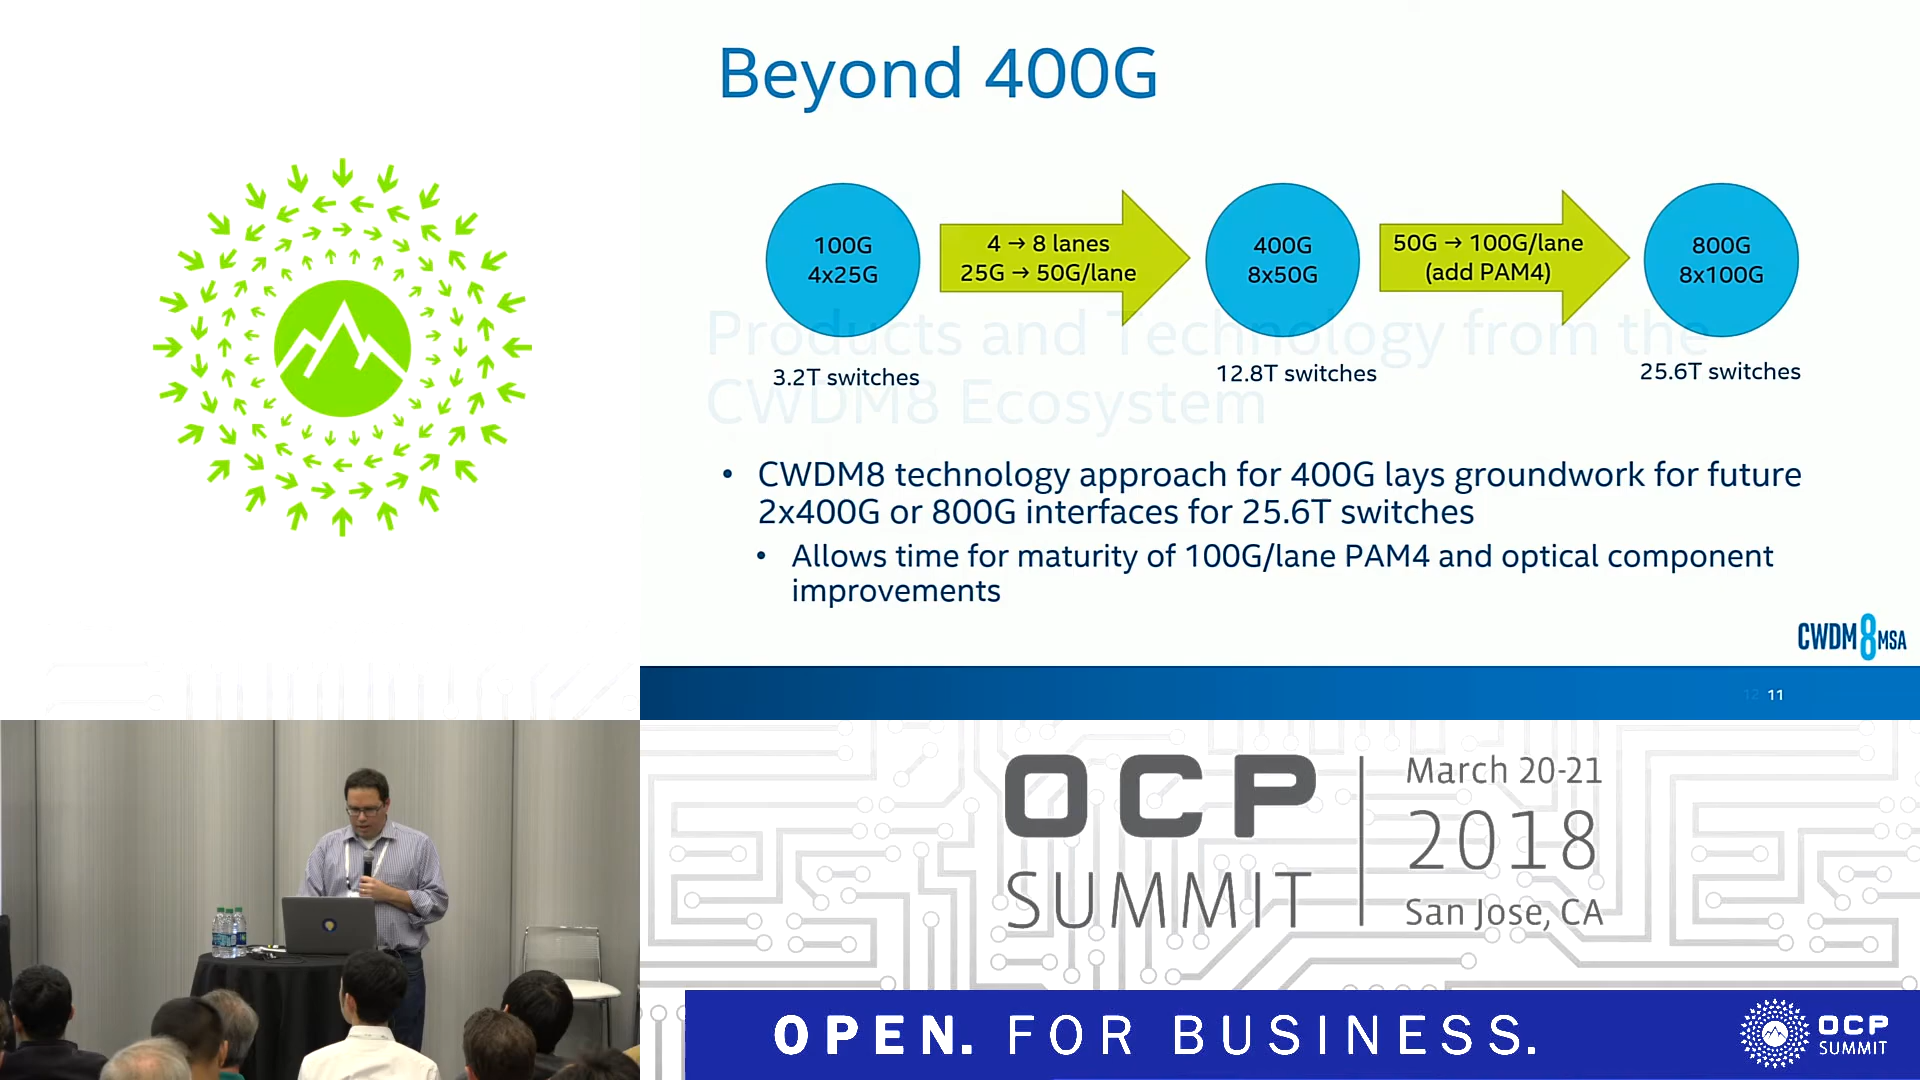 Beyond 400G
100G
4x25G
4 → 8 lanes
25G → 50G/lane
400G
8x50G
50G → 100G/lane
(add PAM4)
800G
8x100G
Products and Technology from the
CWDM8 Ecosystem
3.2T switches
12.8T switches
25.6T switches
• CWDM8 technology approach for 400G lays groundwork for future
2x400G or 800G interfaces for 25.6T switches
• Allows time for maturity of 100G/lane PAM4 and optical component
improvements
CWDM8 MSA
12 11
OCP
SUMMIT
March 20-21
2018
San Jose, CA
OPEN. FOR BUSINESS.
OCP
SUMMIT